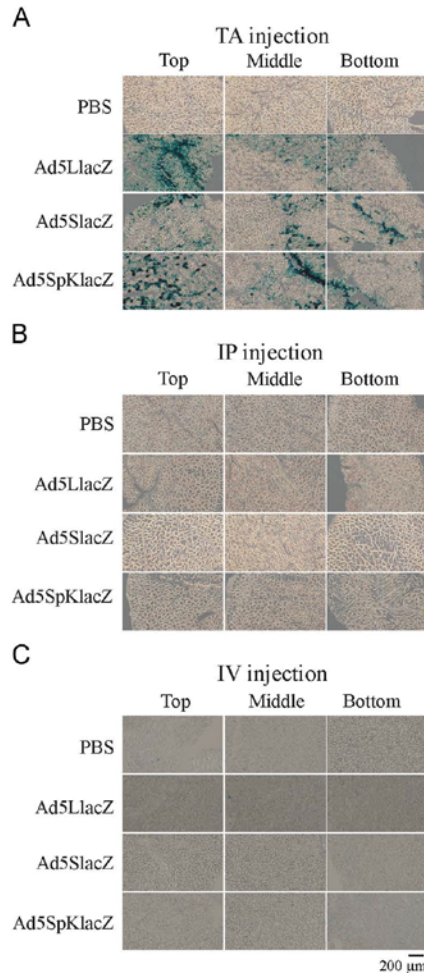 A
TA injection
Top Middle Bottom
PBS
Ad5LlacZ
Ad5SlacZ
Ad5SpKlacZ
B
IP injection
Top Middle Bottom
PBS
Ad5LlacZ
Ad5SlacZ
Ad5SpKlacZ
C
IV injection
Top Middle Bottom
PBS
Ad5LlacZ
Ad5SlacZ
Ad5SpKlacZ
200 μm